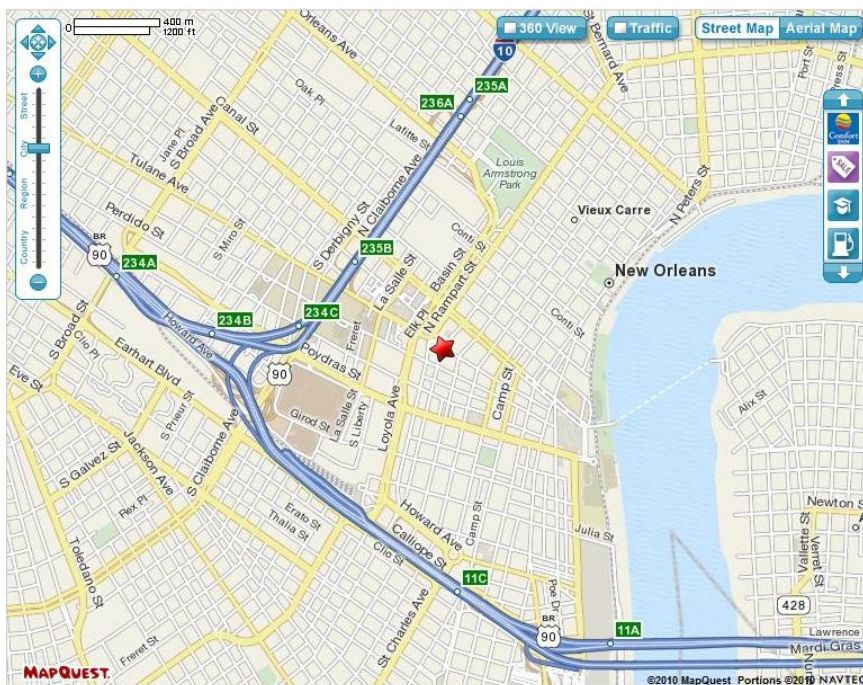 0 400 m
1200 ft
360 View
Traffic
Street Map
Aerial Map
Street
City
Region
Country
Orleans Ave
10
St Bernard Ave
Port St
Press St
235A
236A
Oak Pl
S Broad Ave
Canal St
Jane Pl
Lafitte St
Louis
Armstrong
Park
Comfort
INN
SALE
Tulane Ave
N Claiborne Ave
S Derbigny St
N Peters St
Vieux Carre
Perdido St
S Miro St
Conti St
BR
90
234A
235B
La Salle St
Basin St
N Rampart St
New Orleans
Elk Pl
S Broad St
Howard Ave
234B
234C
Freret
Conti St
Clio Pl
Earhart Blvd
90
Poydras St
Camp St
Eve St
S Prieur St
Girod St
La Salle St
S Liberty
Loyola Ave
Alix St
S Galvez St
S Claiborne Ave
Jackson Ave
Rex Pl
Erato St
Thalia St
Howard Ave
Camp St
Julia St
Newton S
Toledano St
Calliope St
Clio St
Vallette St
Verret St
11C
Poe Dr
428
St Charles Ave
BR
90
11A
Lawrence
Mardi Gras
Freret St
MAPQUEST.
©2010 MapQuest Portions ©2010 NAVTEQ